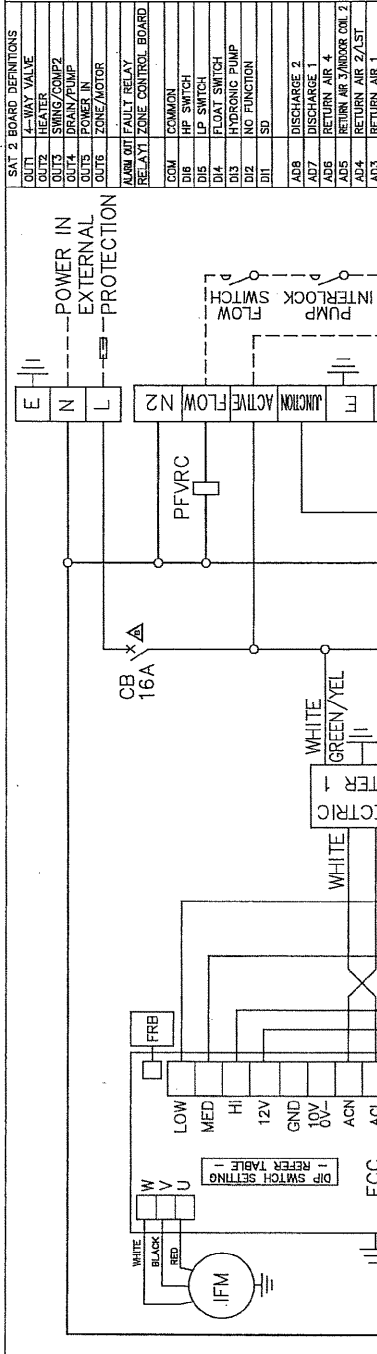 SAT 2 BOARD DEFINITIONS
OUT1 4-WAY VALVE
OUT2 HEATER
OUT3 SWING/COMP2
OUT4 DRAIN/PUMP
OUT5 POWER IN
OUT6 ZONE/MOTOR
ALARM OUT FAULT RELAY
RELAY1 ZONE CONTROL BOARD
COM COMMON
DI6 HP SWITCH
DI5 LP SWITCH
DI4 FLOAT SWITCH
DI3 HYDRONIC PUMP
DI2 NO FUNCTION
DI1 SD
AD8 DISCHARGE 2
AD7 DISCHARGE 1
AD6 RETURN AIR 4
AD5 RETURN AIR 3/INDOOR COIL 2
AD4 RETURN AIR 2/LST
AD3 RETURN AIR 1
POWER IN
EXTERNAL
PROTECTION
FLOW
SWITCH
PUMP
INTERLOCK
E
N
L
N2
FLOW
ACTIVE
JUNCTION
E
PFVRC
CB
16A
WHITE
GREEN/YEL
WHITE
FRB
LOW
MED
HI
12V
GND
10V
0V-
ACN
DIP SWITCH SETTING
- REFER TABLE -
W
V
U
WHITE
BLACK
RED
IFM